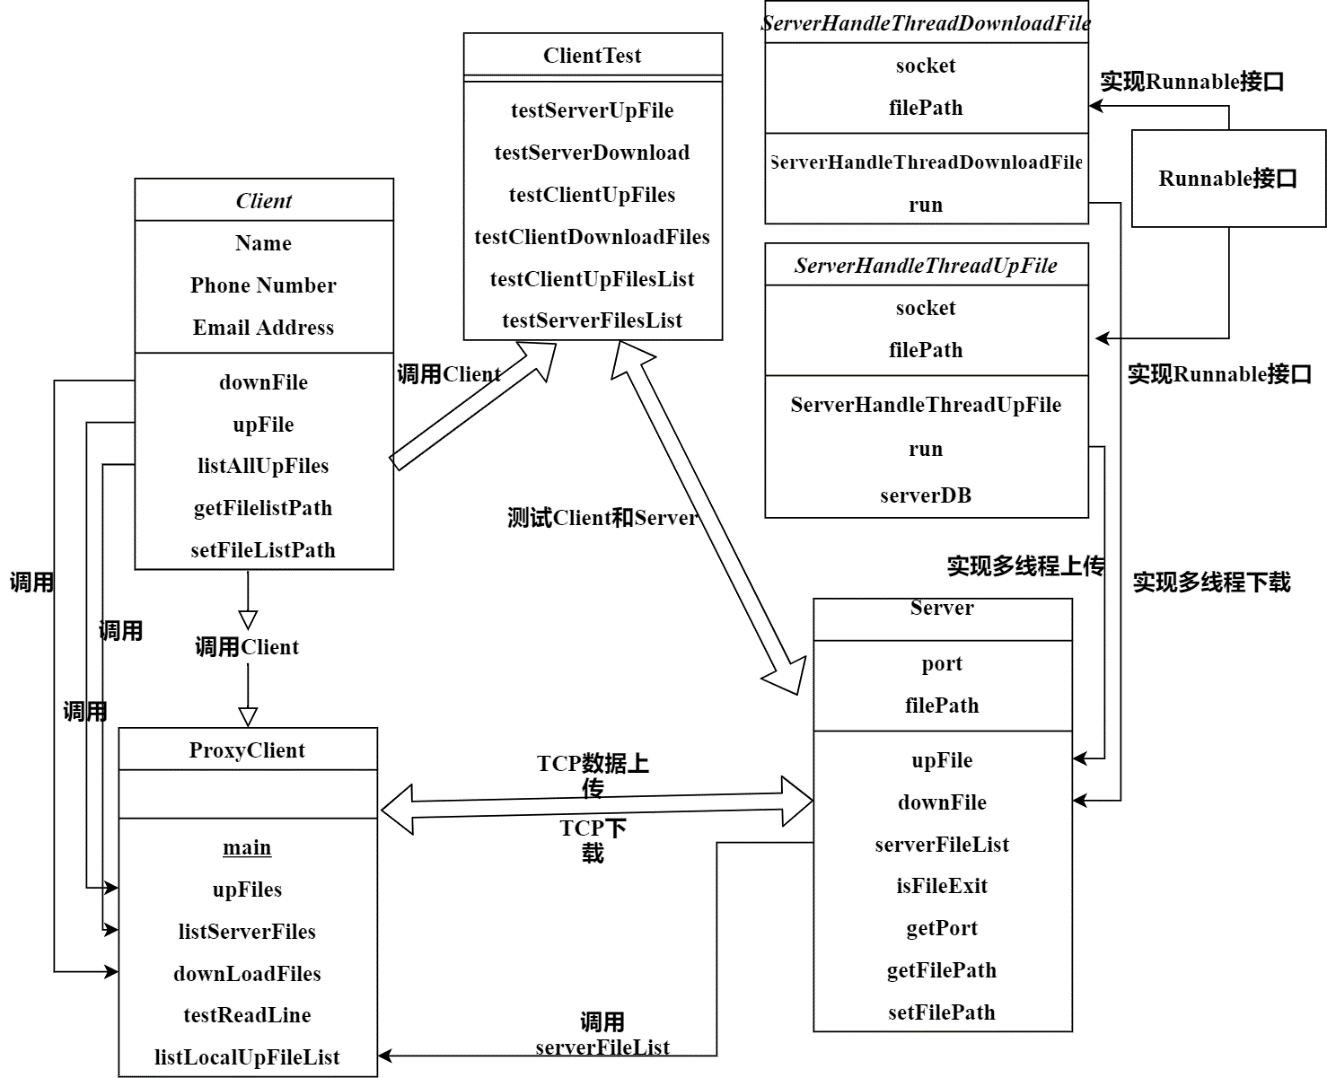 ServerHandleThreadDownloadFile
socket
filePath
ServerHandleThreadDownloadFile
run
实现Runnable接口
Runnable接口
实现Runnable接口
ClientTest
testServerUpFile
testServerDownload
testClientUpFiles
testClientDownloadFiles
testClientUpFilesList
testServerFilesList
Client
Name
Phone Number
Email Address
downFile
upFile
listAllUpFiles
getFilelistPath
setFileListPath
ServerHandleThreadUpFile
socket
filePath
ServerHandleThreadUpFile
run
serverDB
调用Client
测试Client和Server
实现多线程上传
实现多线程下载
调用
调用
调用
调用Client
Server
port
filePath
upFile
downFile
serverFileList
isFileExit
getPort
getFilePath
setFilePath
ProxyClient
main
upFiles
listServerFiles
downLoadFiles
testReadLine
listLocalUpFileList
TCP数据上
传
TCP下
载
调用
serverFileList